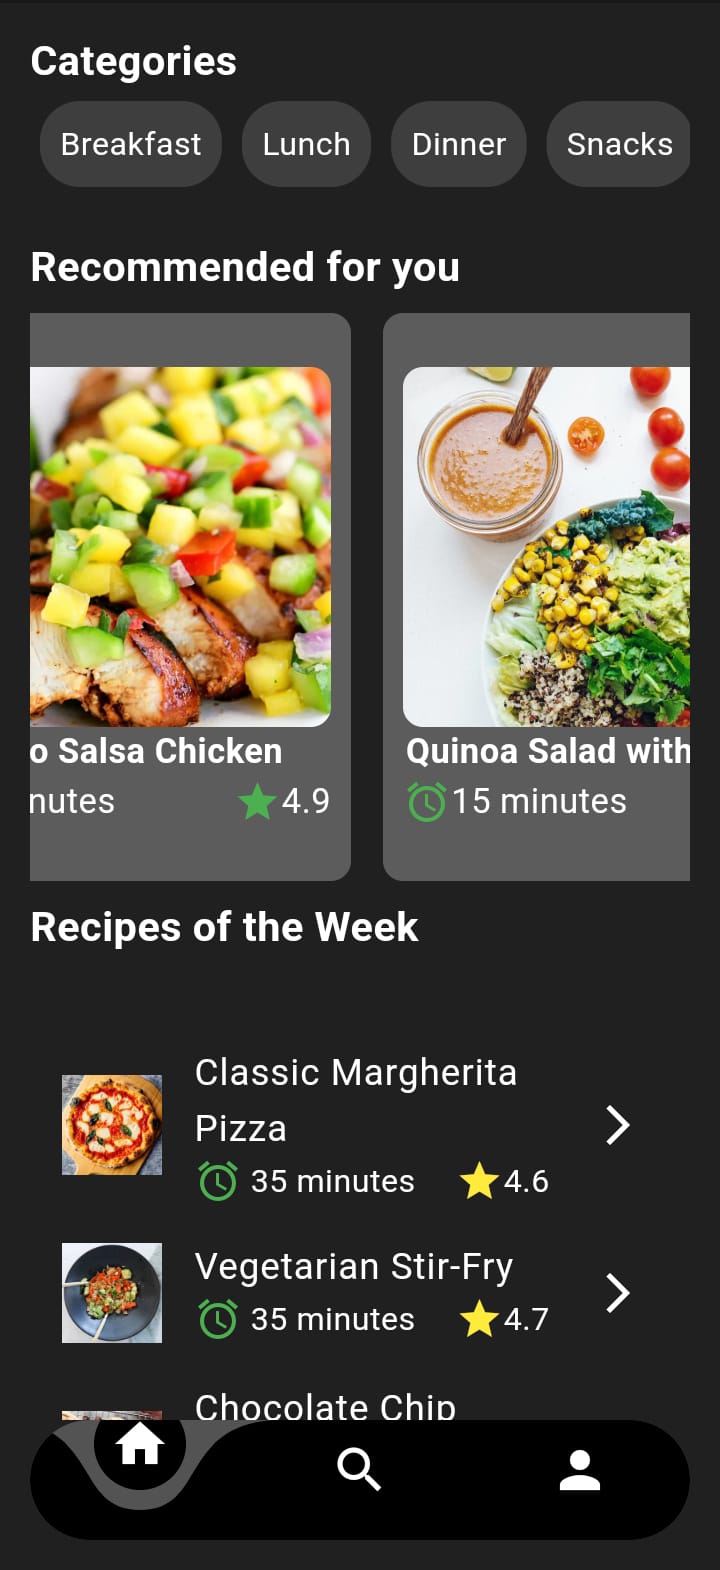 Categories
Breakfast Lunch Dinner Snacks
Recommended for you
o Salsa Chicken
nutes 4.9
Quinoa Salad with
15 minutes
Recipes of the Week
Classic Margherita
Pizza
35 minutes 4.6
Vegetarian Stir-Fry
35 minutes 4.7
Chocolate Chip